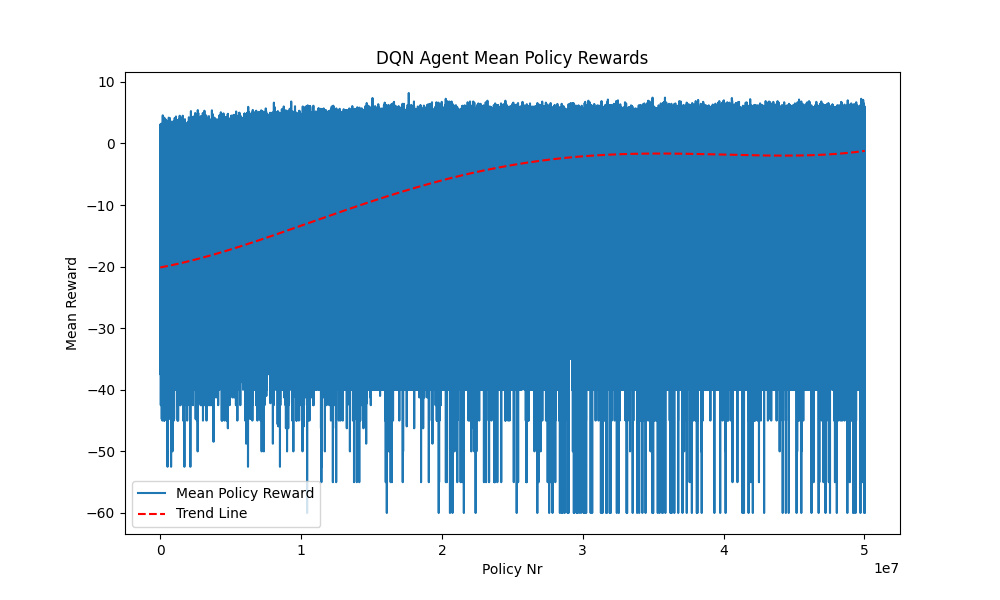 DQN Agent Mean Policy Rewards
Mean Reward
10
0
−10
−20
−30
−40
−50
−60
Mean Policy Reward
Trend Line
0
1
2
3
4
5
1e7
Policy Nr